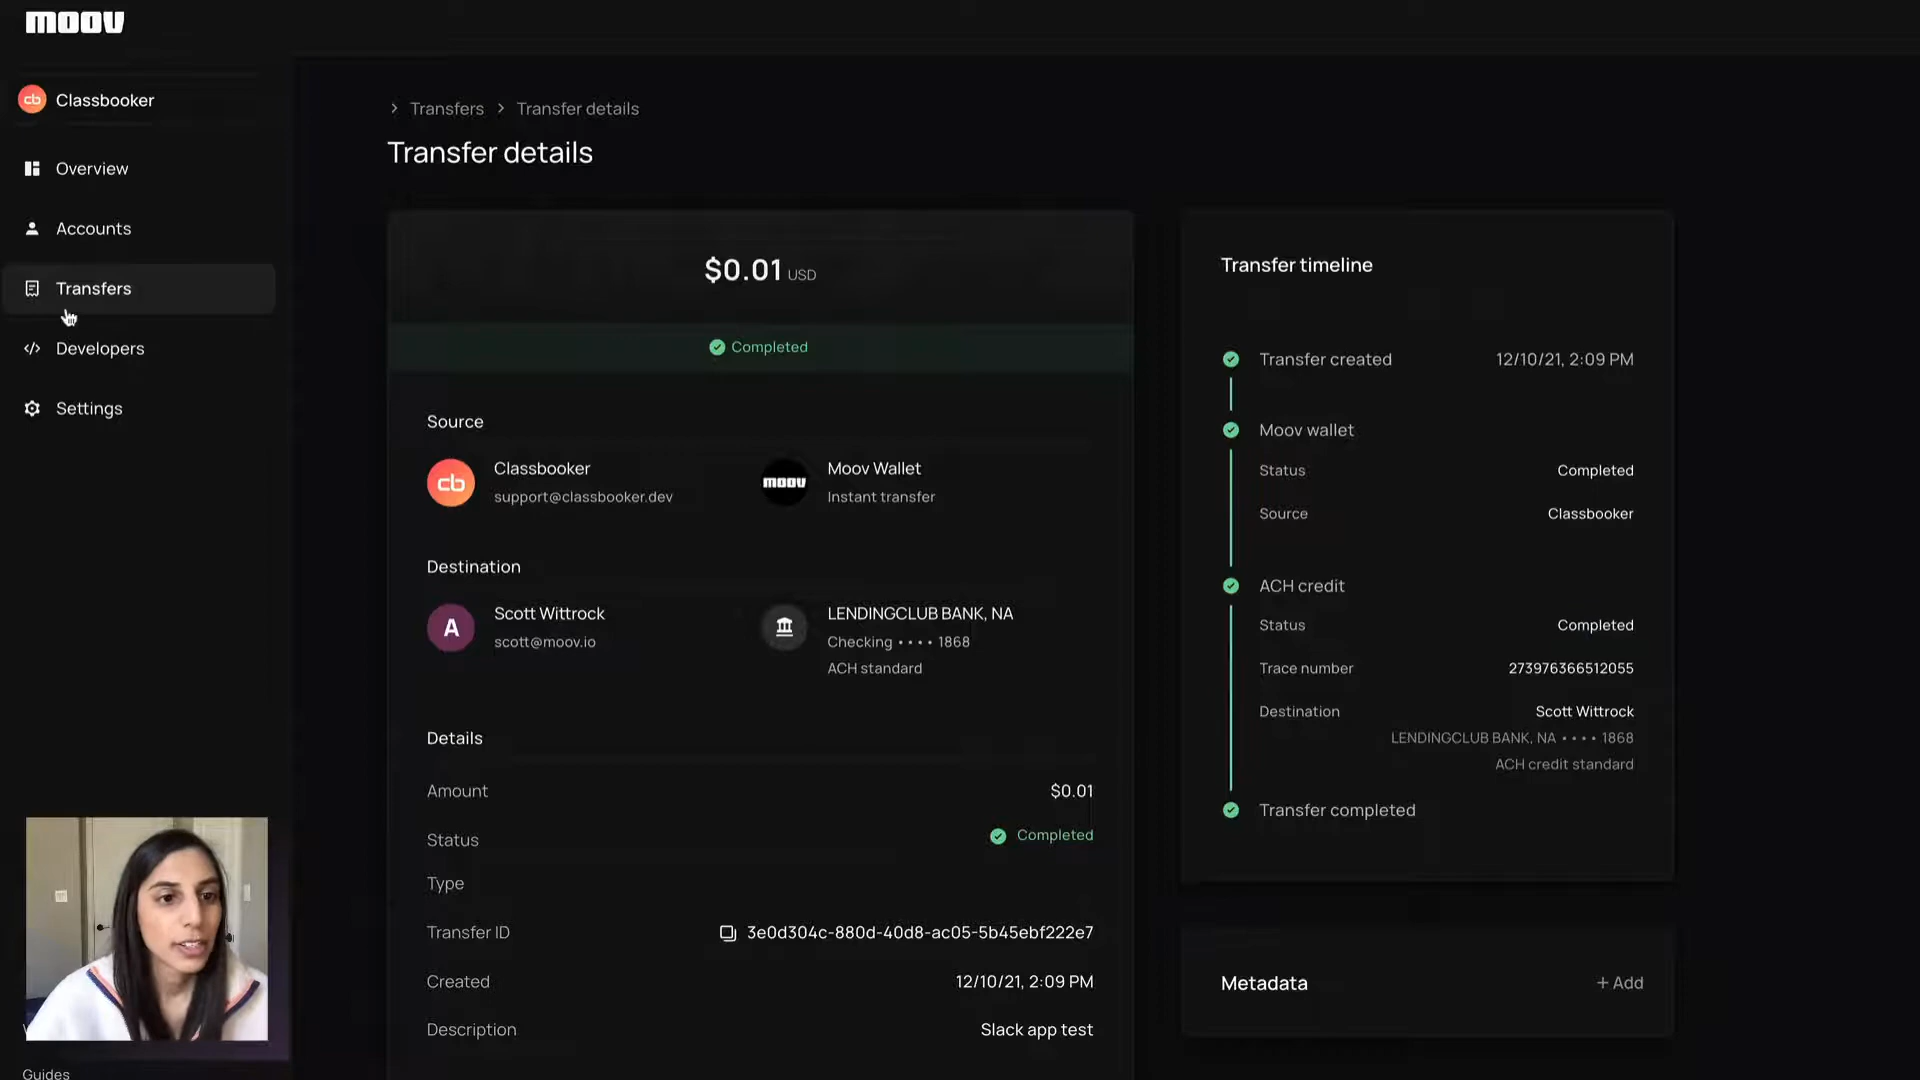 moov
cb Classbooker
Overview
Accounts
Transfers
Developers
Settings
Guides
> Transfers > Transfer details
Transfer details
$0.01 USD
Completed
Source
cb
Classbooker
support@classbooker.dev
moov
Moov Wallet
Instant transfer
Destination
A
Scott Wittrock
scott@moov.io
LENDINGCLUB BANK, NA
Checking •••• 1868
ACH standard
Details
Amount $0.01
Status Completed
Type
Transfer ID 3e0d304c-880d-40d8-ac05-5b45ebf222e7
Created 12/10/21, 2:09 PM
Description Slack app test
Transfer timeline
Transfer created 12/10/21, 2:09 PM
Moov wallet
Status Completed
Source Classbooker
ACH credit
Status Completed
Trace number 273976366512055
Destination Scott Wittrock
LENDINGCLUB BANK, NA •••• 1868
ACH credit standard
Transfer completed
Metadata + Add